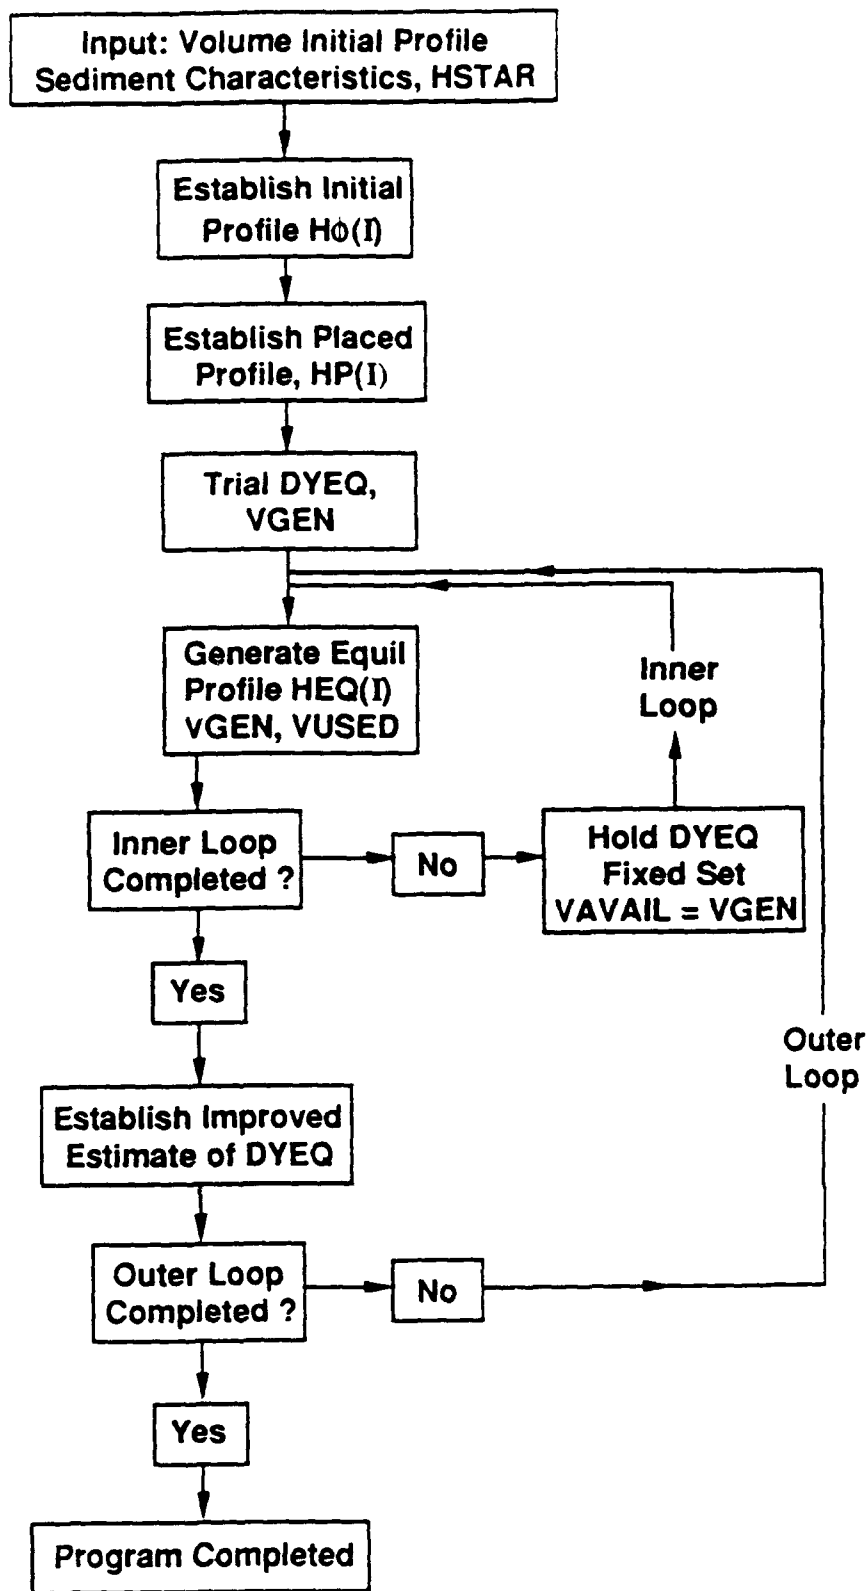 Input: Volume Initial Profile
Sediment Characteristics, HSTAR
Establish Initial
Profile Hϕ(I)
Establish Placed
Profile, HP(I)
Trial DYEQ,
VGEN
Generate Equil
Profile HEQ(I)
VGEN, VUSED
Inner
Loop
Inner Loop
Completed ?
No
Hold DYEQ
Fixed Set
VAVAIL = VGEN
Yes
Outer
Loop
Establish Improved
Estimate of DYEQ
Outer Loop
Completed ?
No
Yes
Program Completed